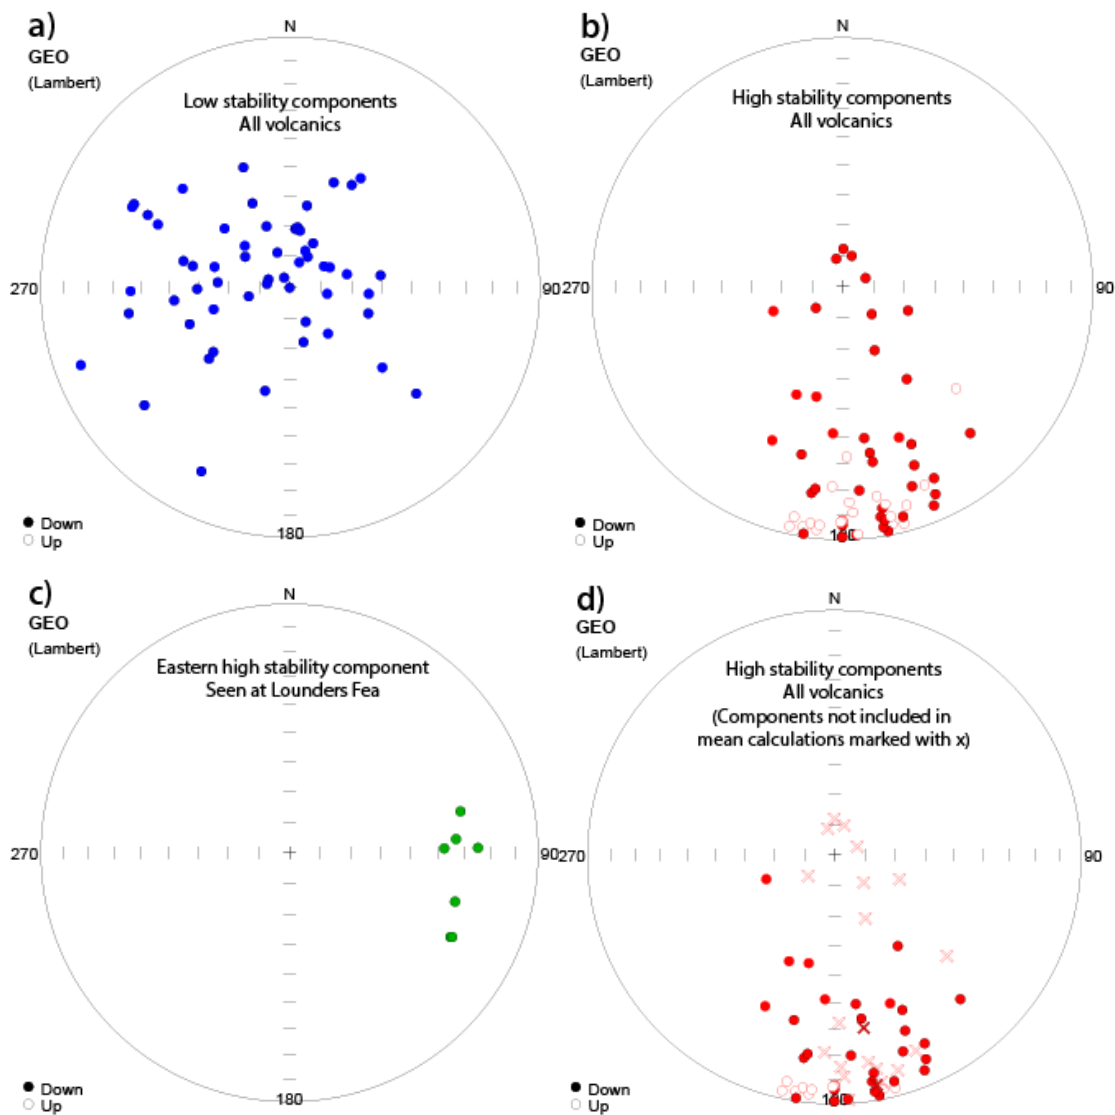 a)
GEO
(Lambert)
N
Low stability components
All volcanics
270
90
180
Down
Up
b)
GEO
(Lambert)
N
High stability components
All volcanics
270
90
180
Down
Up
c)
GEO
(Lambert)
N
Eastern high stability component
Seen at Lounders Fea
270
90
180
Down
Up
d)
GEO
(Lambert)
N
High stability components
All volcanics
(Components not included in
mean calculations marked with x)
270
90
180
Down
Up